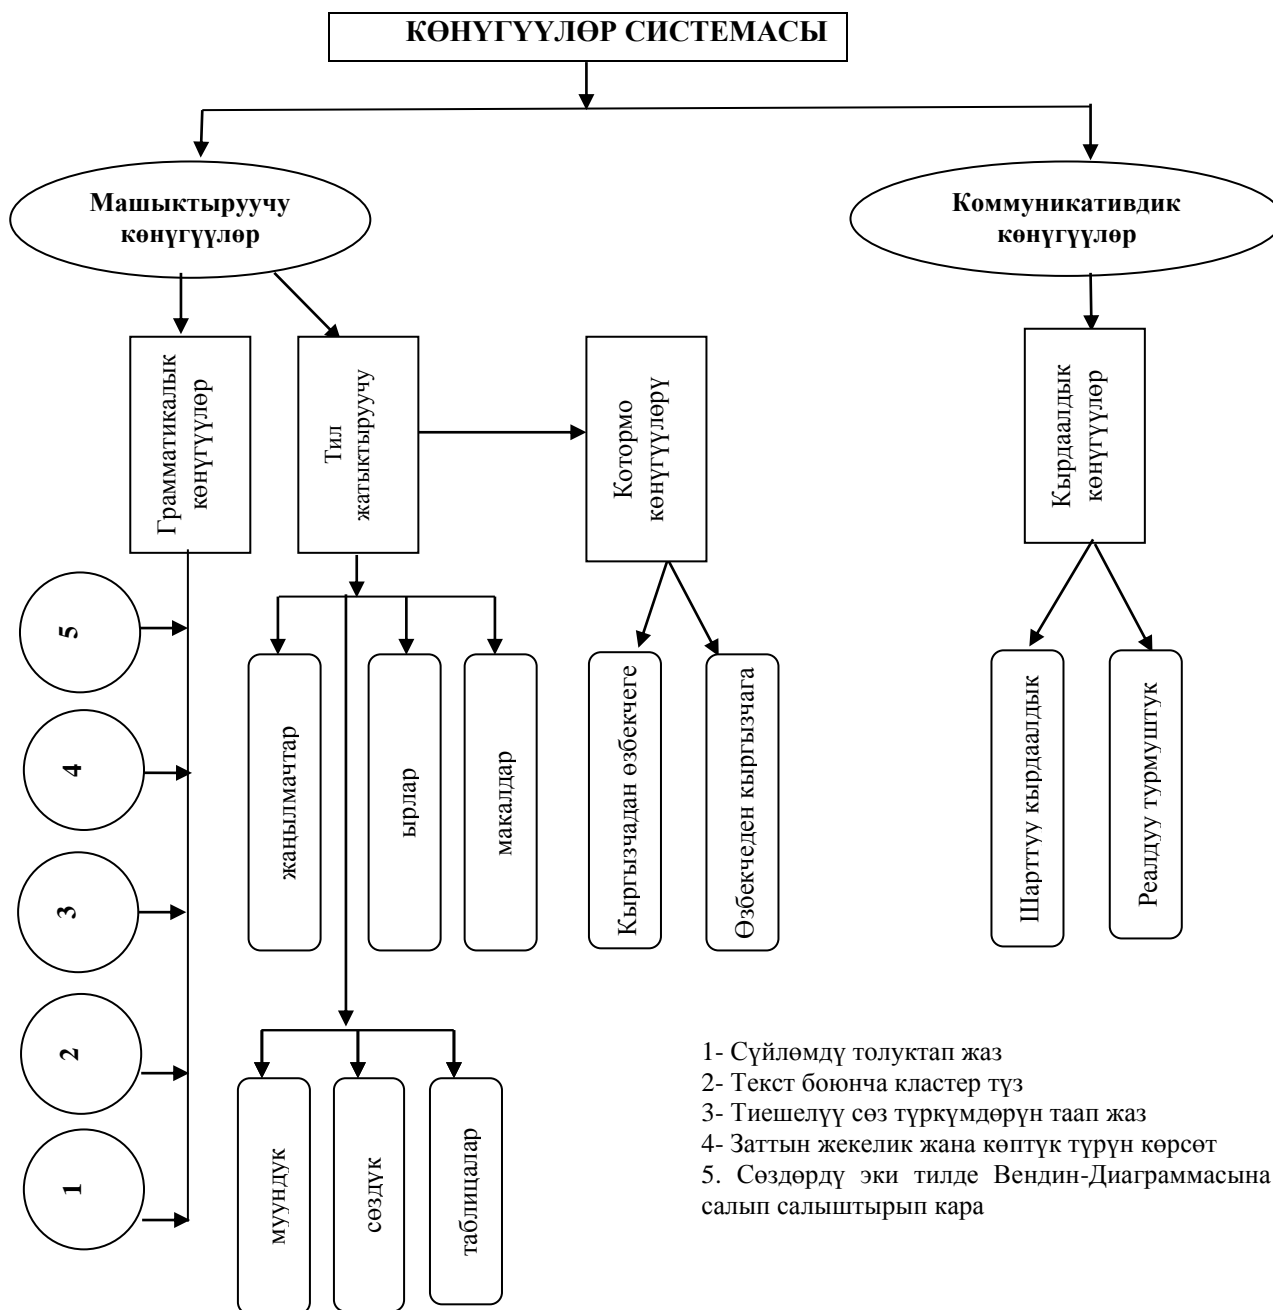 КӨНҮГҮҮЛӨР СИСТЕМАСЫ
Машыктыруучу
көнүгүүлөр
Коммуникативдик
көнүгүүлөр
Грамматикалык
көнүгүүлөр
Тил
жатыктыруучу
Котормо
көнүгүүлөрү
Кырдаалдык
көнүгүүлөр
5
4
3
2
1
жаңылмачтар
ырлар
макалдар
Кыргызчадан өзбекчеге
Өзбекчеден кыргызчага
Шарттуу кырдаалдык
Реалдуу турмуштук
муундук
сөздүк
таблицалар
1- Сүйлөмдү толуктап жаз
2- Текст боюнча кластер түз
3- Тиешелүү сөз түркүмдөрүн таап жаз
4- Заттын жекелик жана көптүк түрүн көрсөт
5. Сөздөрдү эки тилде Вендин-Диаграммасына
салып салыштырып кара